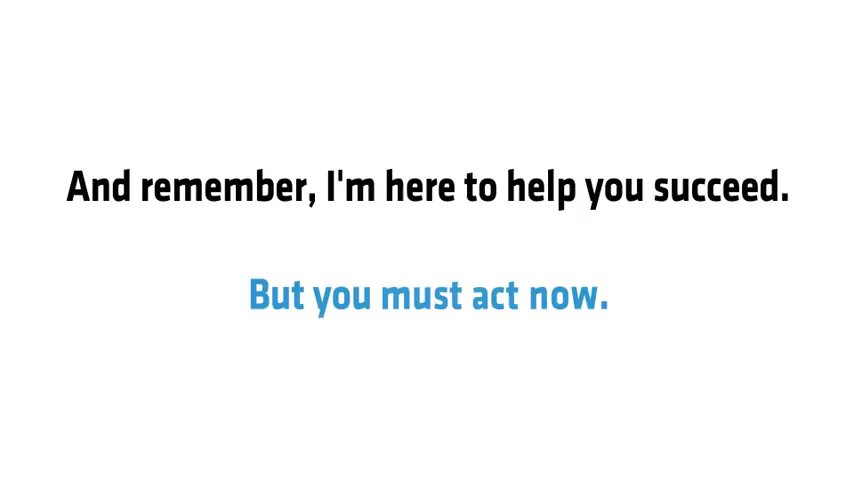 And remember, I'm here to help you succeed.
But you must act now.